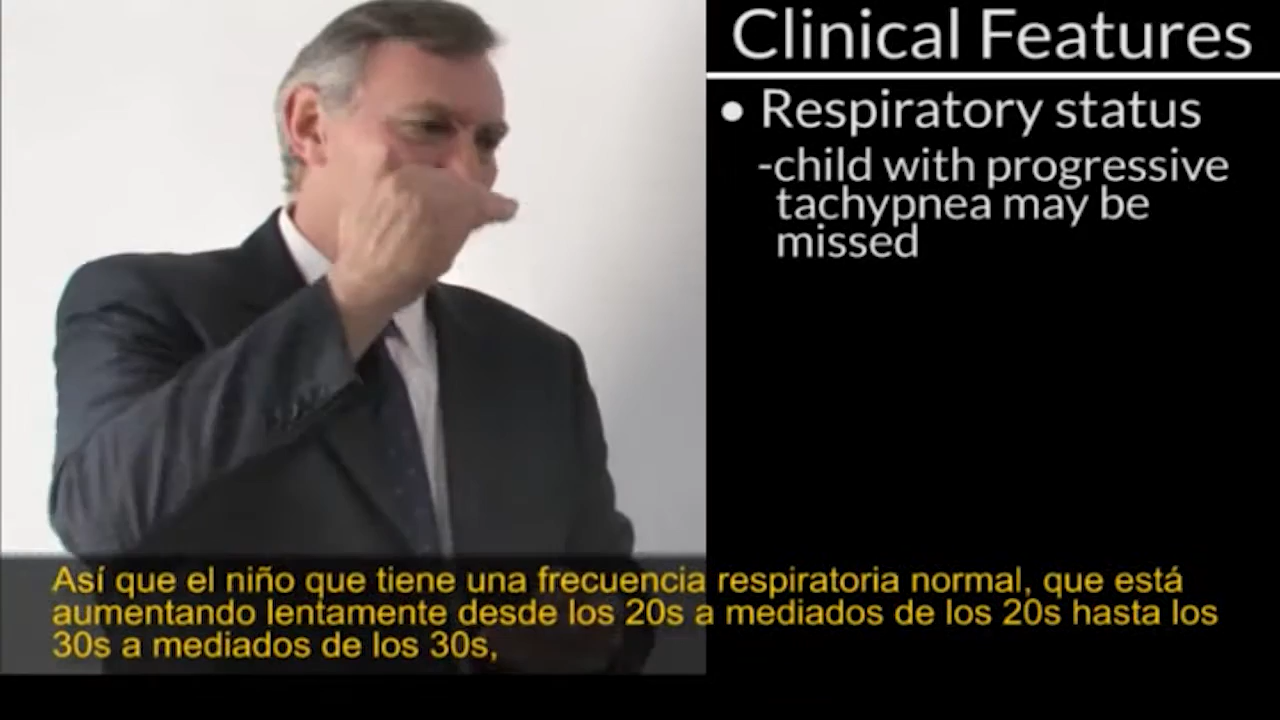 Clinical Features
• Respiratory status
-child with progressive
tachypnea may be
missed
Así que el niño que tiene una frecuencia respiratoria normal, que está
aumentando lentamente desde los 20s a mediados de los 20s hasta los
30s a mediados de los 30s,